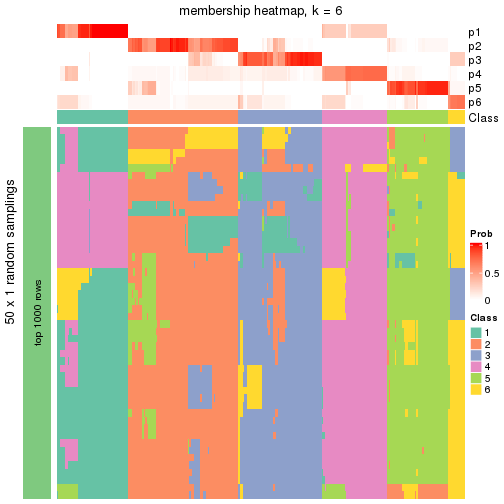 membership heatmap, k = 6
p1
p2
p3
p4
p5
p6
Class
50 x 1 random samplings
top 1000 rows
Prob
1
0.5
0
Class
1
2
3
4
5
6